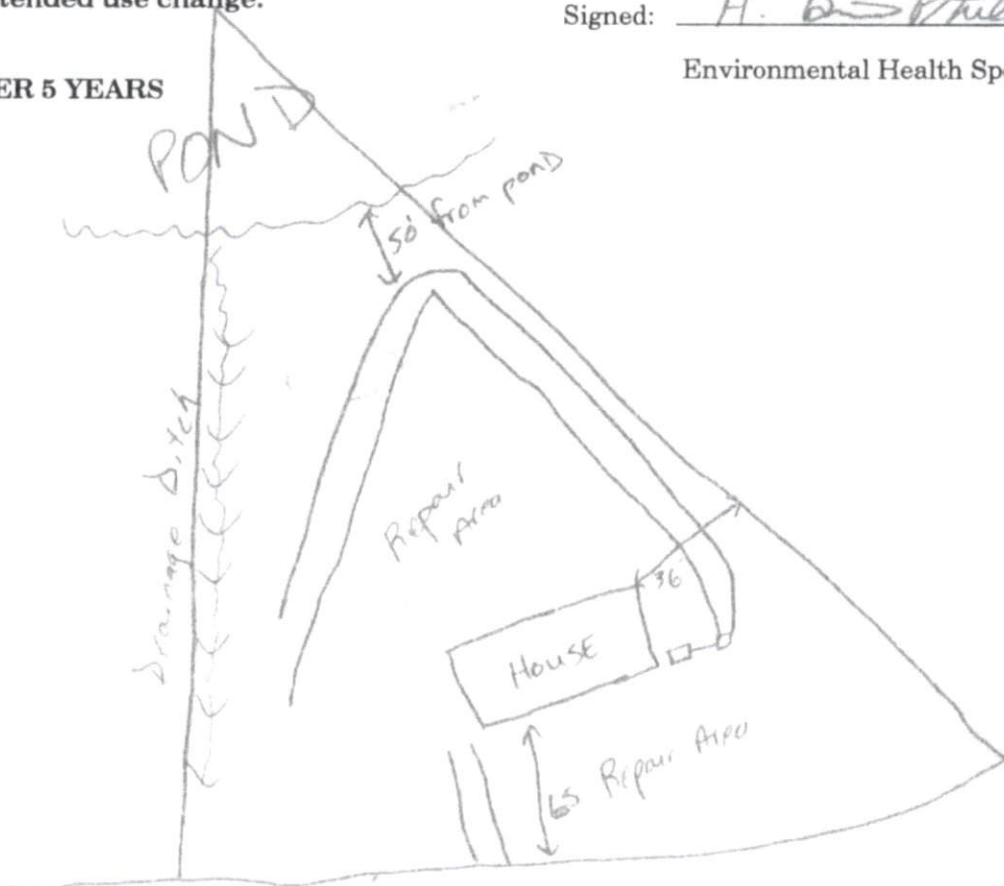 tended use change.
Signed:
ER 5 YEARS
Environmental Health Spe
POND
50' from pond
Drainage Ditch
Repair
Area
36
House
65 Repair Area